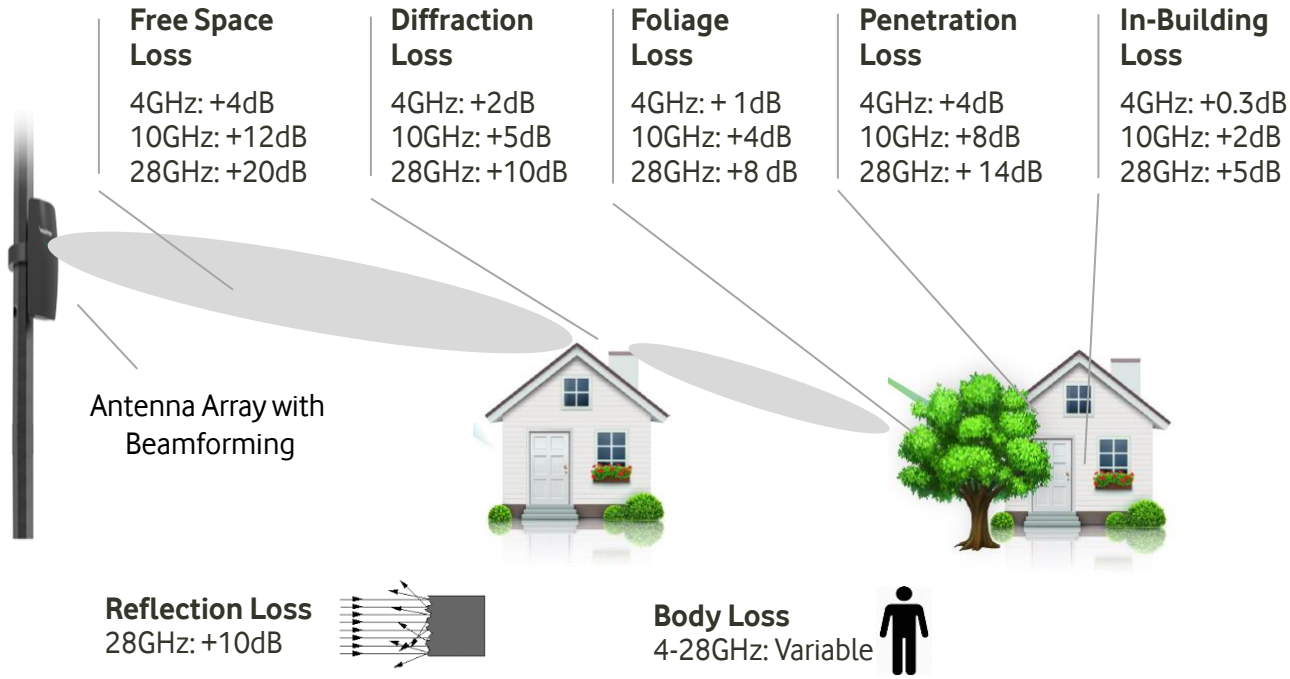 Free Space
Loss
4GHz: +4dB
10GHz: +12dB
28GHz: +20dB
Diffraction
Loss
4GHz: +2dB
10GHz: +5dB
28GHz: +10dB
Foliage
Loss
4GHz: + 1dB
10GHz: +4dB
28GHz: +8 dB
Penetration
Loss
4GHz: +4dB
10GHz: +8dB
28GHz: + 14dB
In-Building
Loss
4GHz: +0.3dB
10GHz: +2dB
28GHz: +5dB
Antenna Array with
Beamforming
Reflection Loss
28GHz: +10dB
Body Loss
4-28GHz: Variable